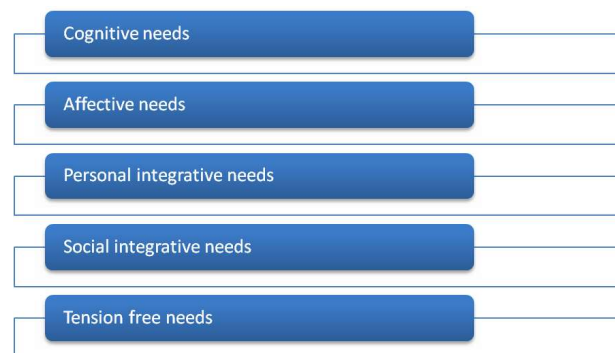 Cognitive needs
Affective needs
Personal integrative needs
Social integrative needs
Tension free needs